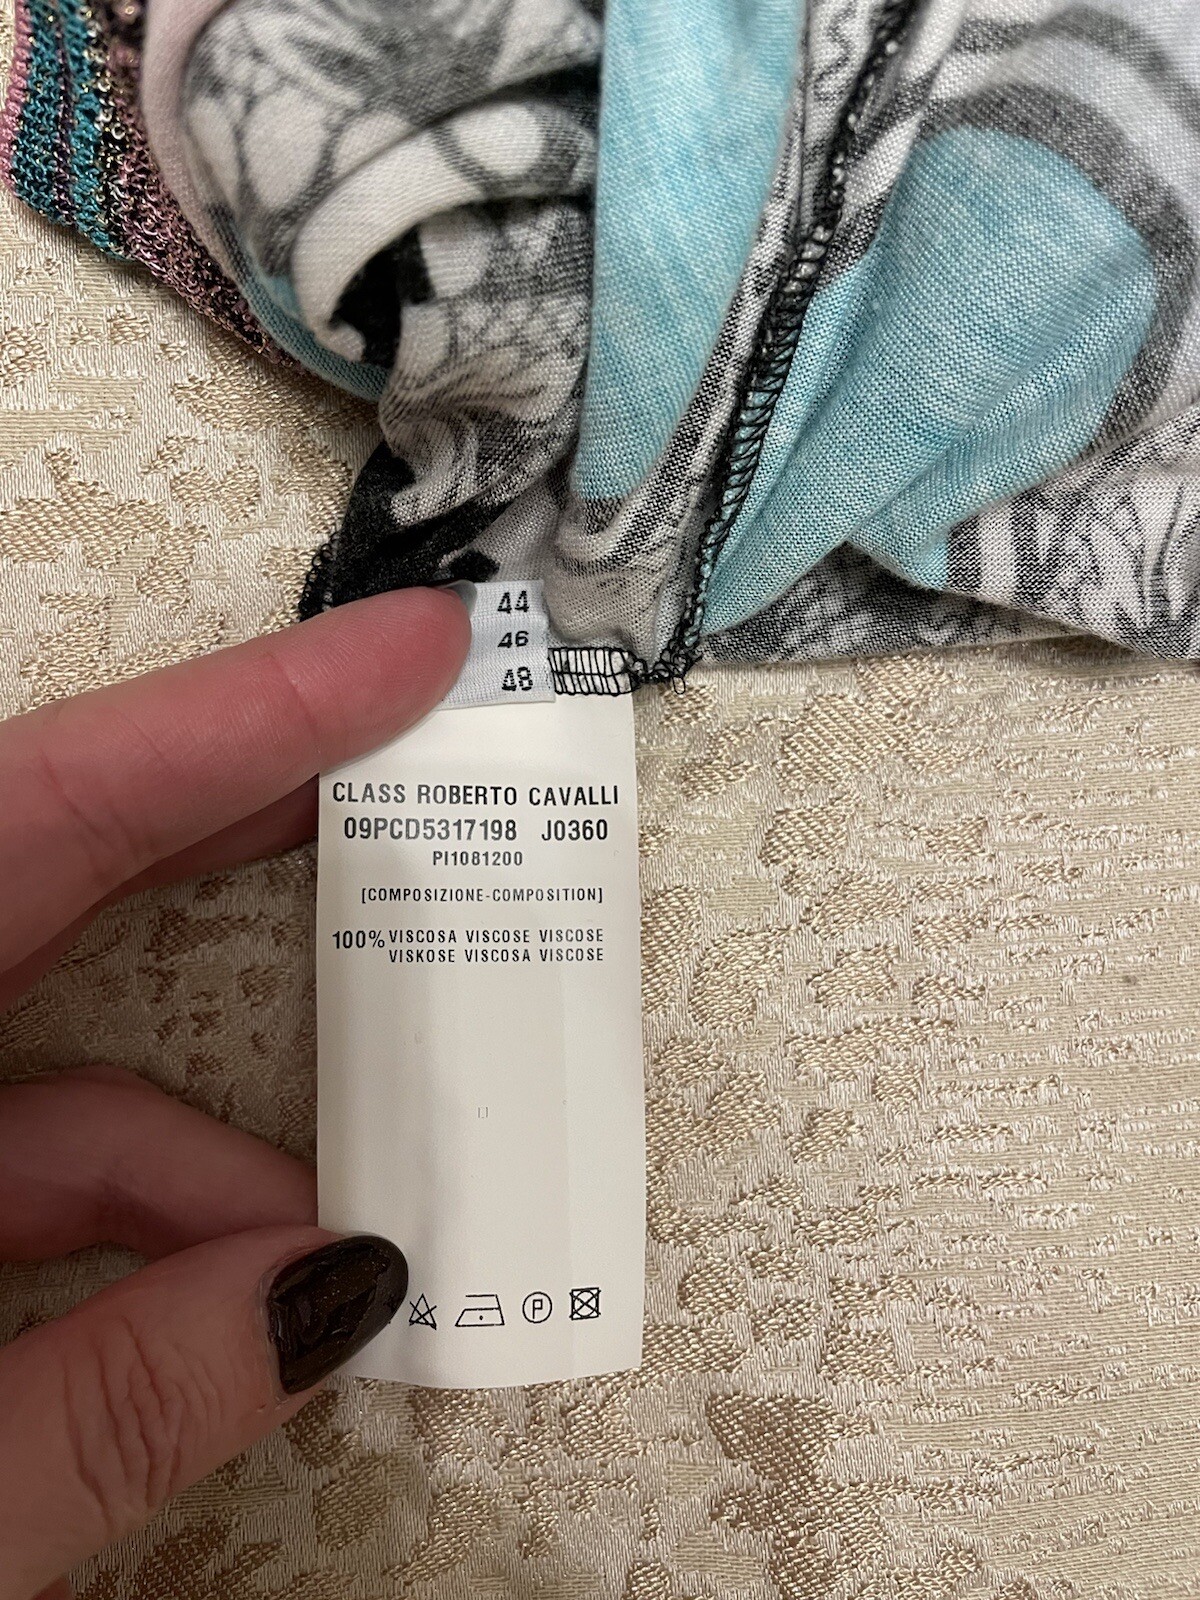 44
46
48
CLASS ROBERTO CAVALLI
09PCD5317198 J0360
PI1081200
[COMPOSIZIONE-COMPOSITION]
100% VISCOSA VISCOSE VISCOSE
VISKOSE VISCOSA VISCOSE
P